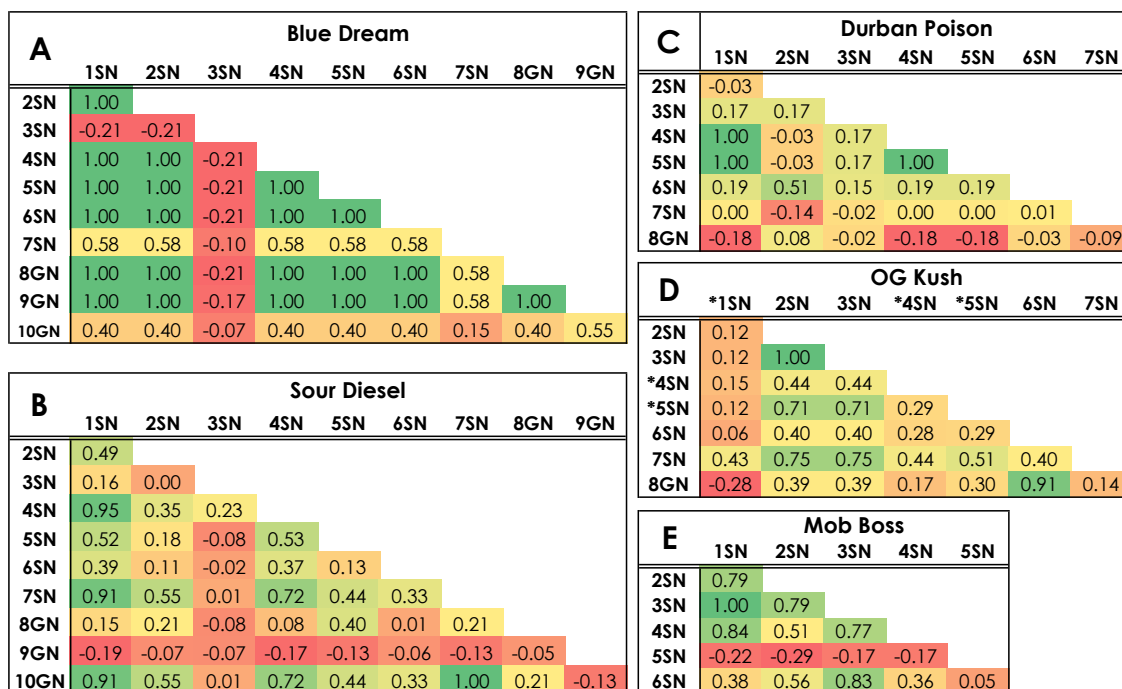 A
Blue Dream
1SN 2SN 3SN 4SN 5SN 6SN 7SN 8GN 9GN
2SN 1.00
3SN -0.21 -0.21
4SN 1.00 1.00 -0.21
5SN 1.00 1.00 -0.21 1.00
6SN 1.00 1.00 -0.21 1.00 1.00
7SN 0.58 0.58 -0.10 0.58 0.58 0.58
8GN 1.00 1.00 -0.21 1.00 1.00 1.00 0.58
9GN 1.00 1.00 -0.17 1.00 1.00 1.00 0.58 1.00
10GN 0.40 0.40 -0.07 0.40 0.40 0.40 0.15 0.40 0.55
B
Sour Diesel
1SN 2SN 3SN 4SN 5SN 6SN 7SN 8GN 9GN
2SN 0.49
3SN 0.16 0.00
4SN 0.95 0.35 0.23
5SN 0.52 0.18 -0.08 0.53
6SN 0.39 0.11 -0.02 0.37 0.13
7SN 0.91 0.55 0.01 0.72 0.44 0.33
8GN 0.15 0.21 -0.08 0.08 0.40 0.01 0.21
9GN -0.19 -0.07 -0.07 -0.17 -0.13 -0.06 -0.13 -0.05
10GN 0.91 0.55 0.01 0.72 0.44 0.33 1.00 0.21 -0.13
C
Durban Poison
1SN 2SN 3SN 4SN 5SN 6SN 7SN
2SN -0.03
3SN 0.17 0.17
4SN 1.00 -0.03 0.17
5SN 1.00 -0.03 0.17 1.00
6SN 0.19 0.51 0.15 0.19 0.19
7SN 0.00 -0.14 -0.02 0.00 0.00 0.01
8GN -0.18 0.08 -0.02 -0.18 -0.18 -0.03 -0.09
D
OG Kush
*1SN 2SN 3SN *4SN *5SN 6SN 7SN
2SN 0.12
3SN 0.12 1.00
*4SN 0.15 0.44 0.44
*5SN 0.12 0.71 0.71 0.29
6SN 0.06 0.40 0.40 0.28 0.29
7SN 0.43 0.75 0.75 0.44 0.51 0.40
8GN -0.28 0.39 0.39 0.17 0.30 0.91 0.14
E
Mob Boss
1SN 2SN 3SN 4SN 5SN
2SN 0.79
3SN 1.00 0.79
4SN 0.84 0.51 0.77
5SN -0.22 -0.29 -0.17 -0.17
6SN 0.38 0.56 0.83 0.36 0.05